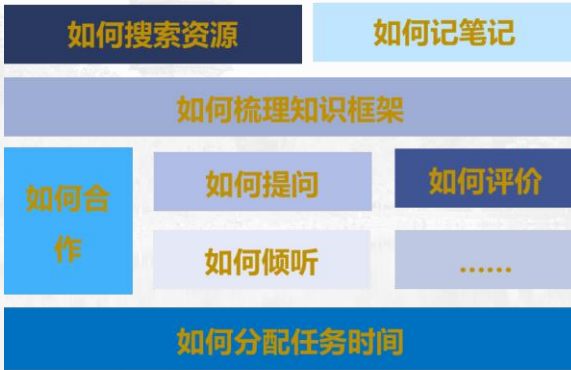 如何搜索资源
如何记笔记
如何梳理知识框架
如何合
作
如何提问
如何评价
如何倾听
……
如何分配任务时间